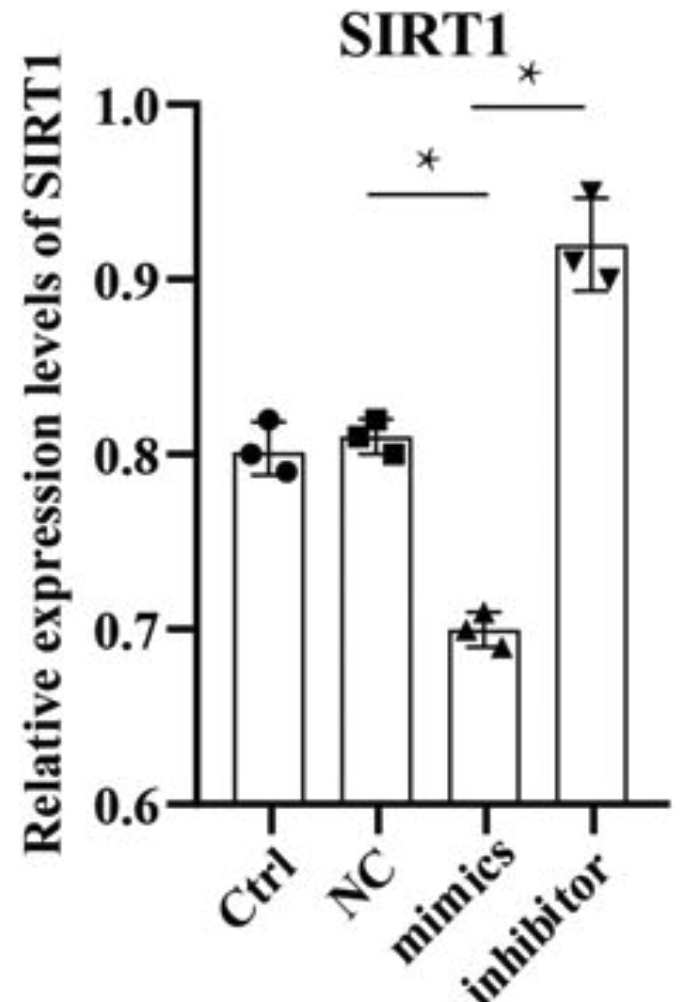 SIRT1
*
*
Relative expression levels of SIRT1
1.0
0.9
0.8
0.7
0.6
Ctrl
NC
mimics
inhibitor